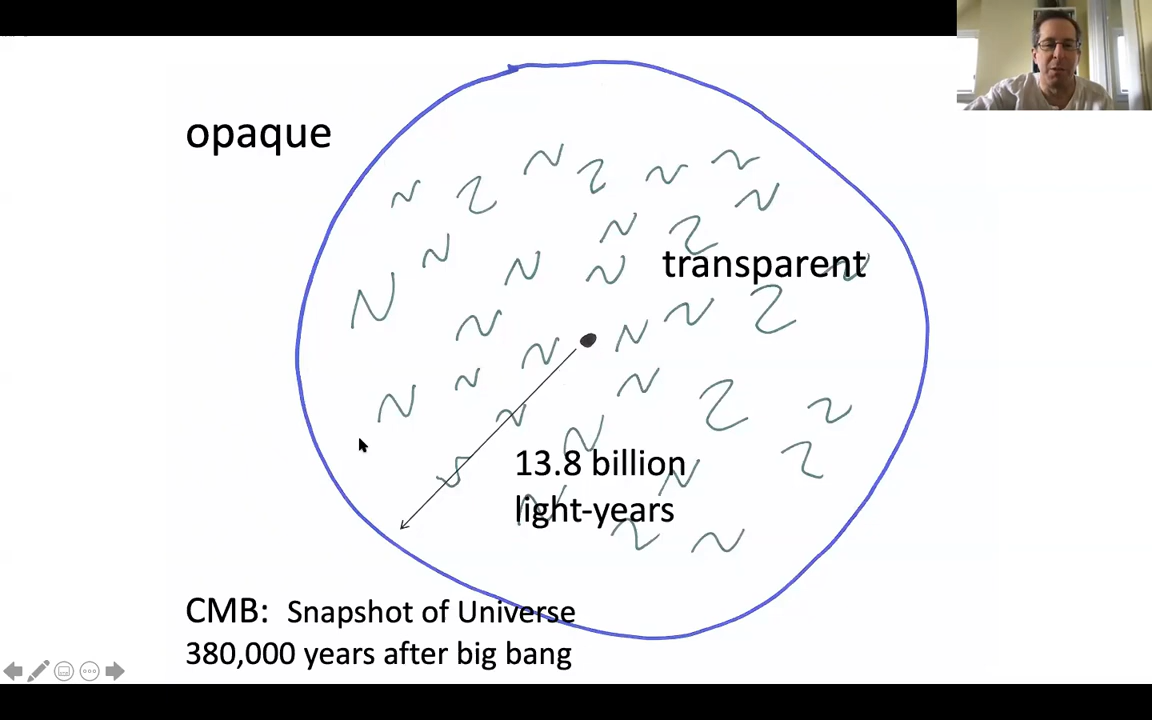 opaque
transparent
13.8 billion
light-years
CMB: Snapshot of Universe
380,000 years after big bang